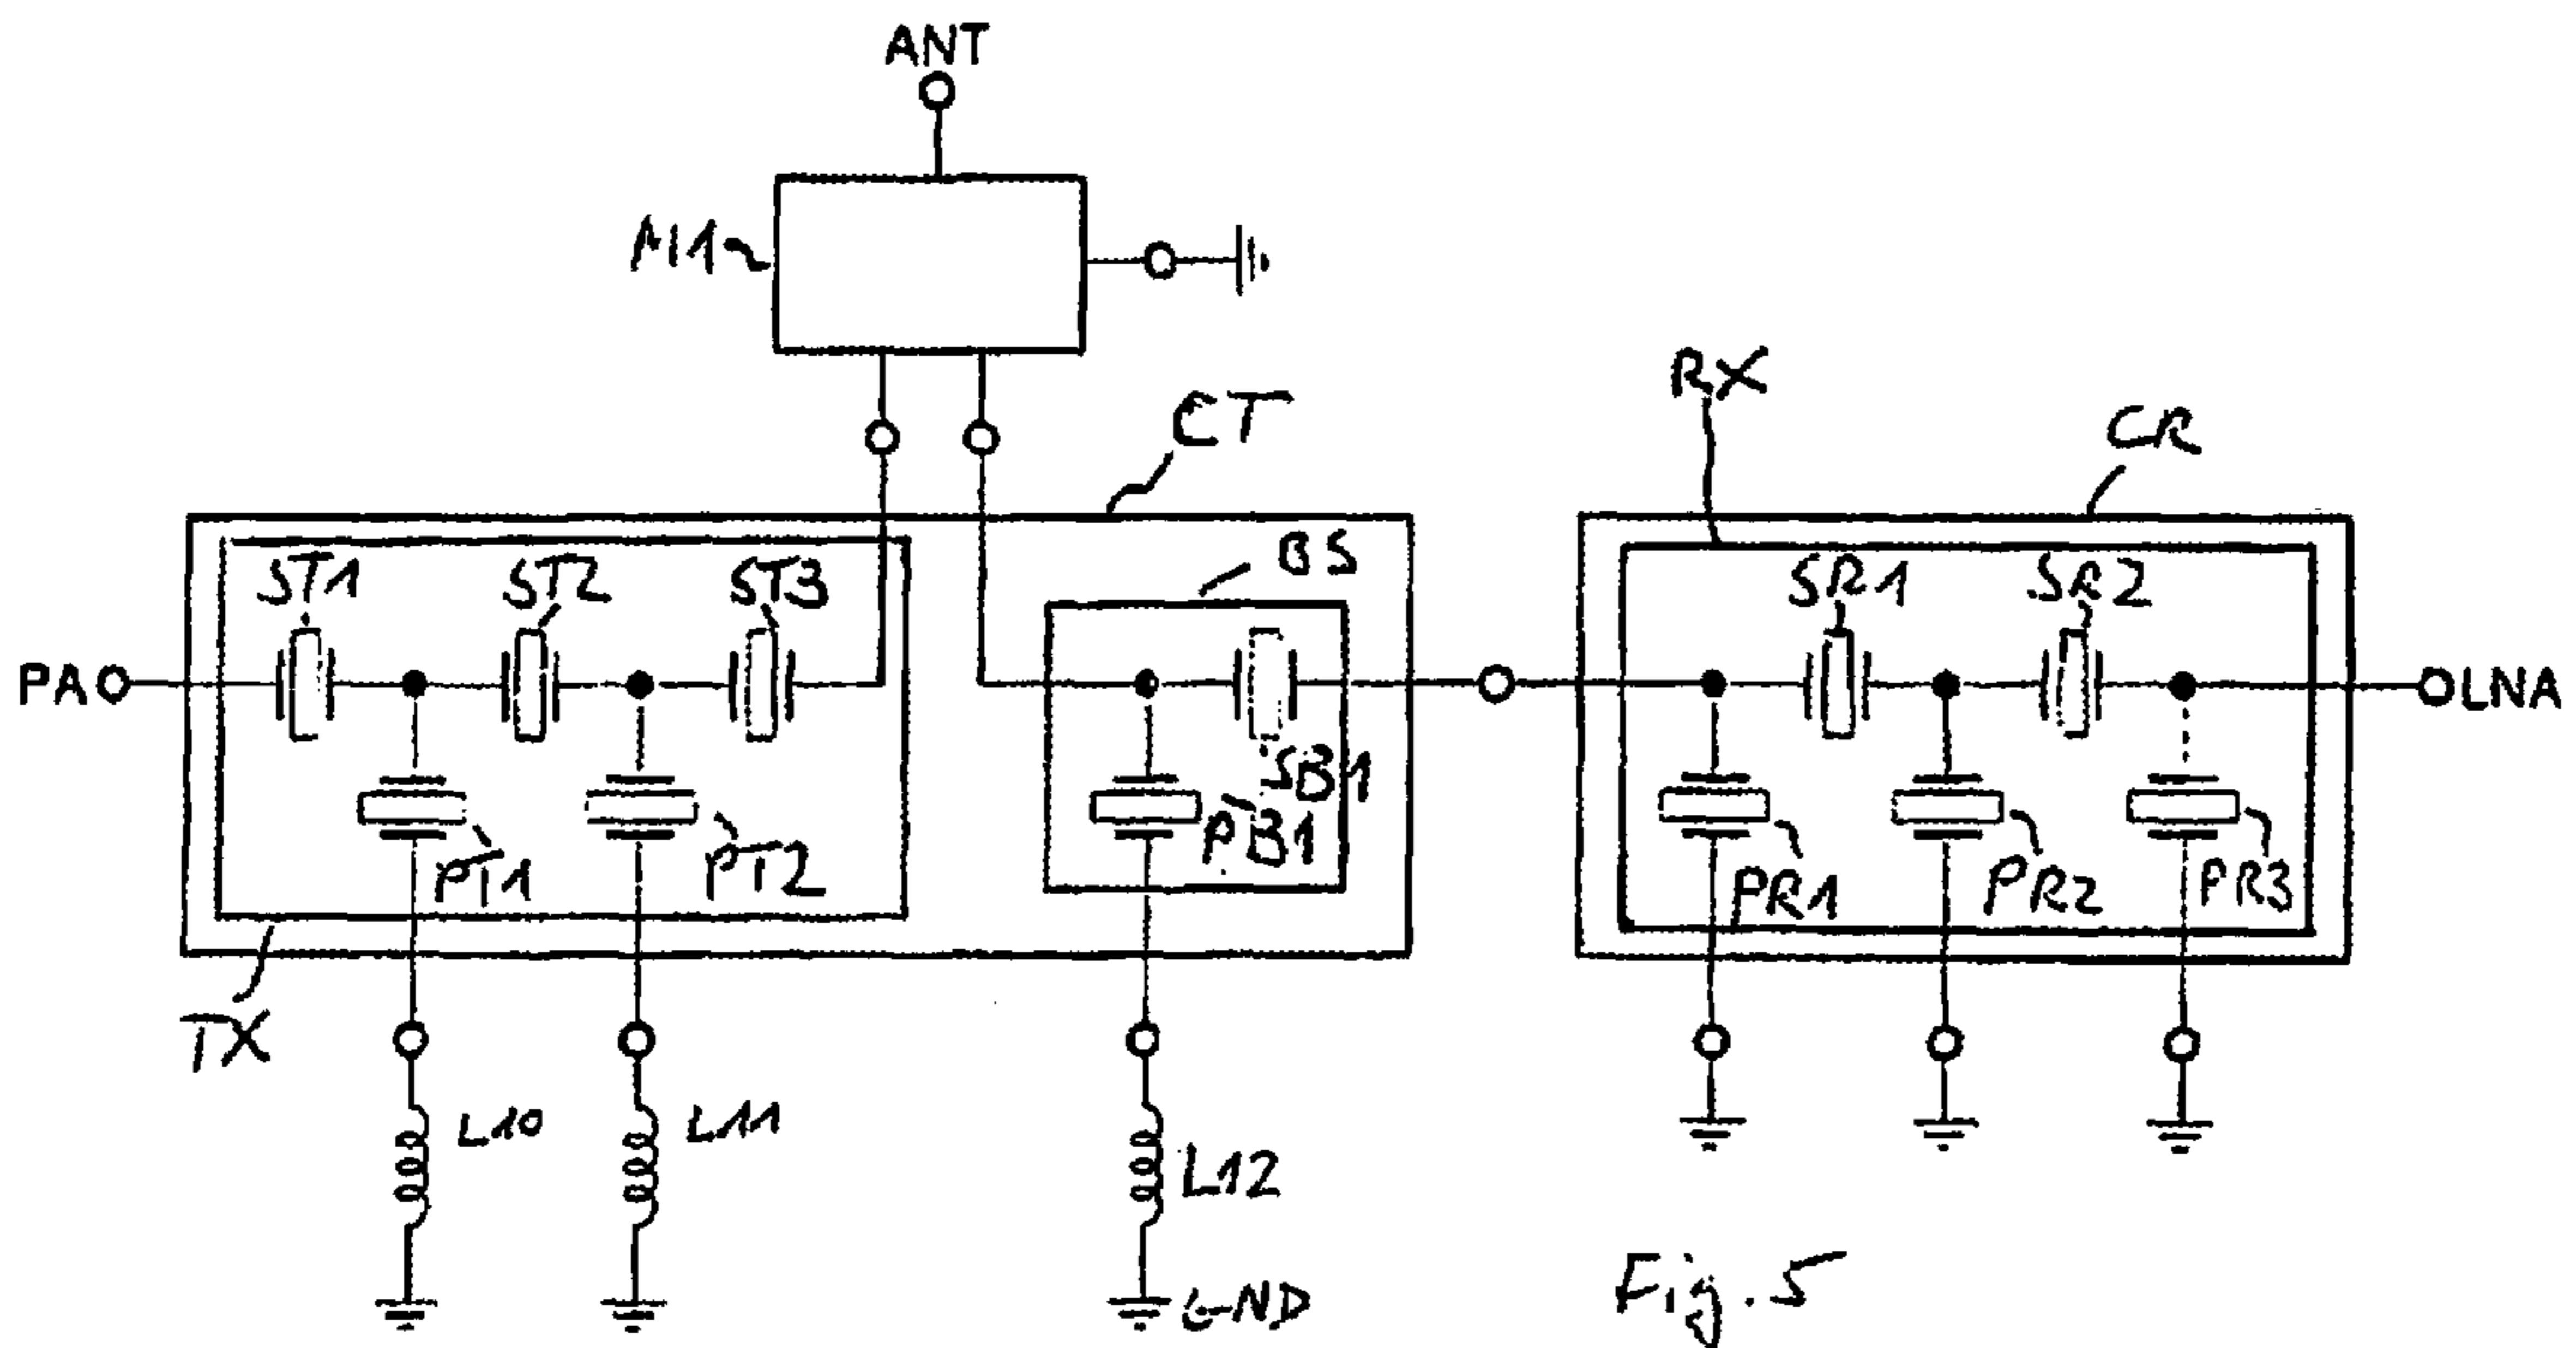 ANT
M1
CT
RX
CR
BS
ST1
ST2
ST3
SR1
SR2
PA
LNA
SB1
PB1
PT1
PT2
PR1
PR2
PR3
TX
L10
L11
L12
GND
Fig. 5